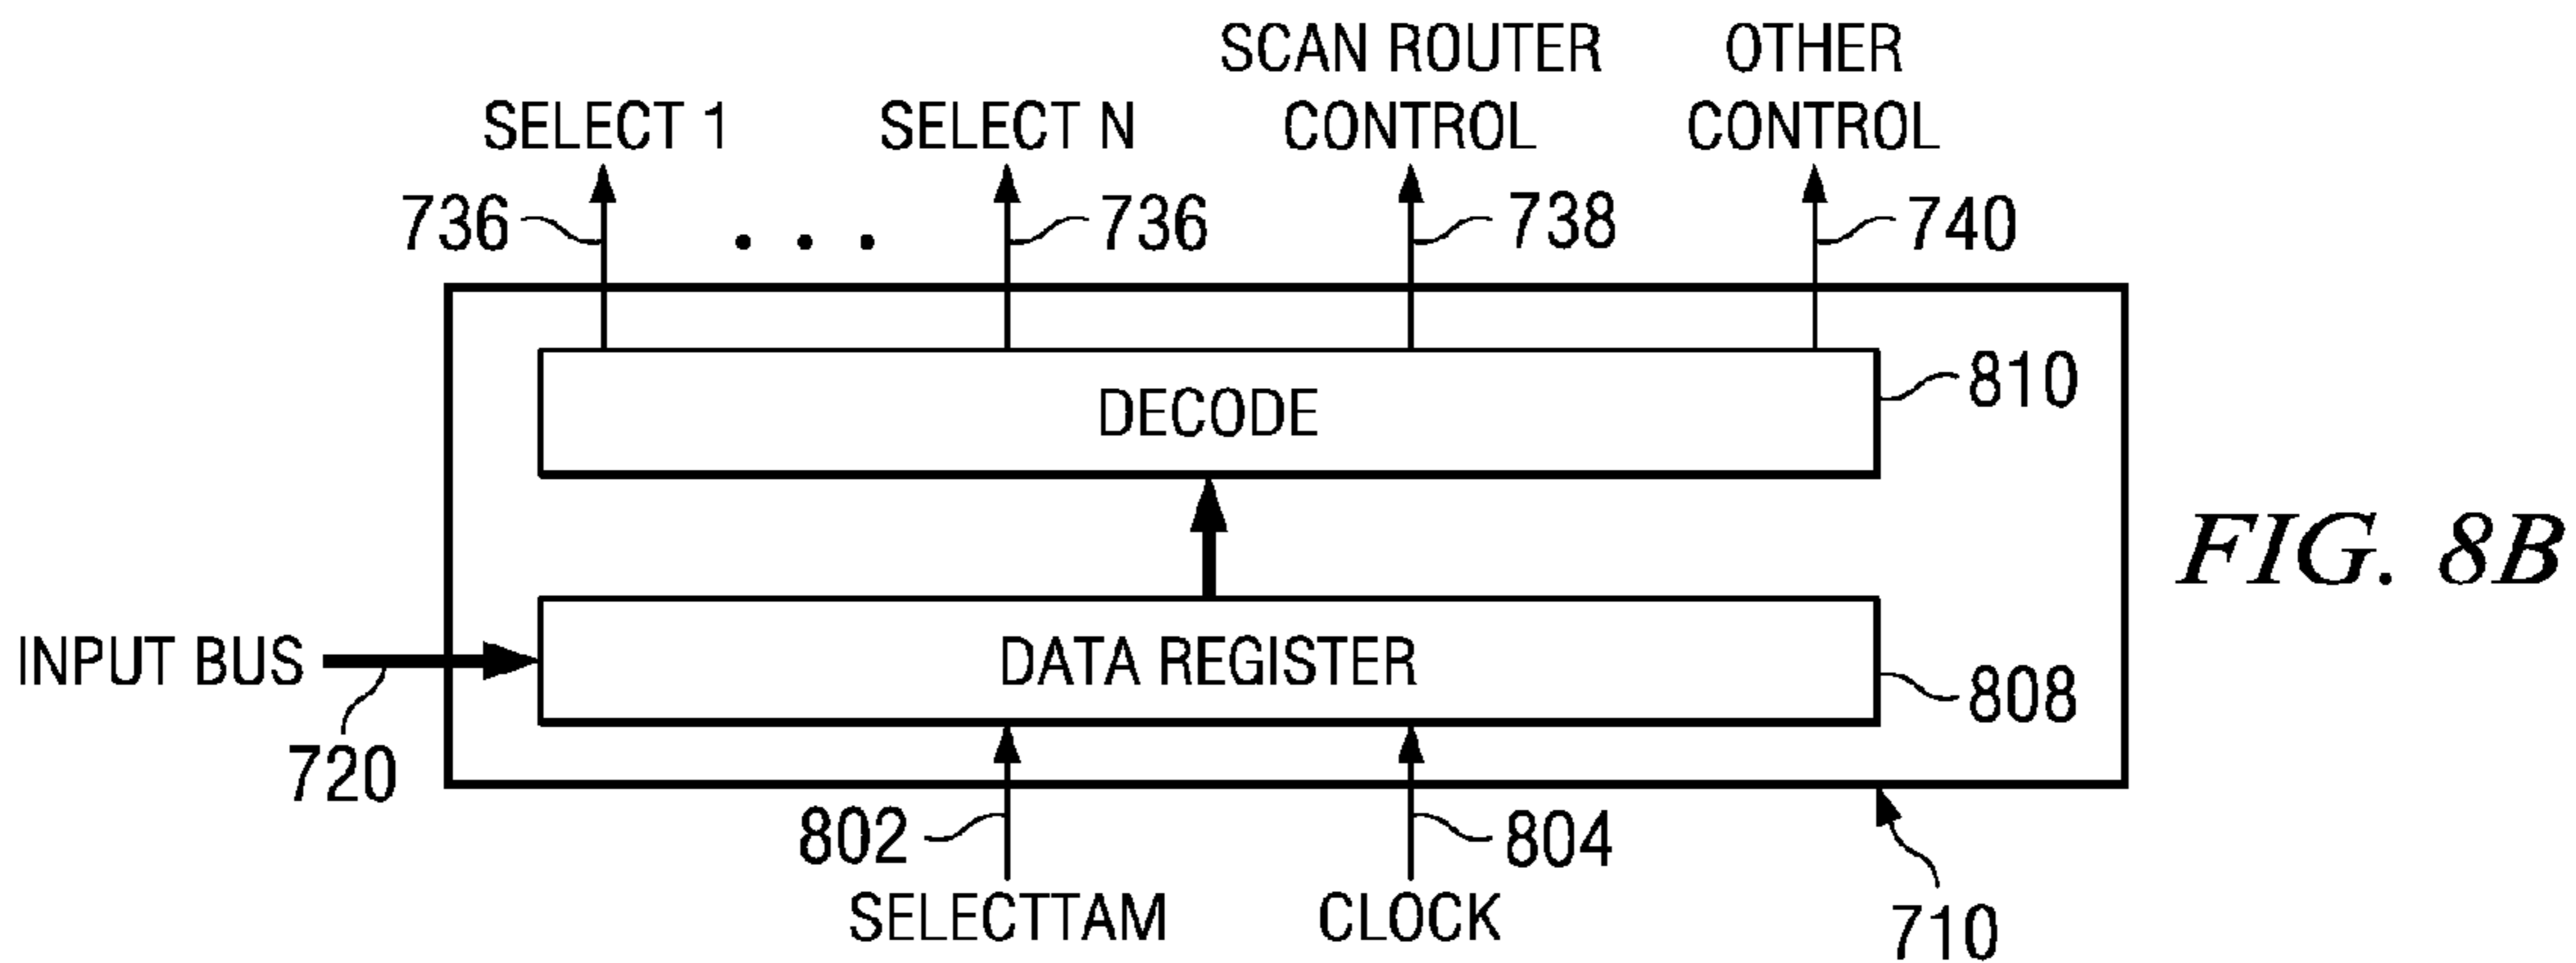 SCAN ROUTER OTHER
SELECT 1 SELECT N CONTROL CONTROL
736 . . . 736 738 740
DECODE 810
FIG. 8B
INPUT BUS DATA REGISTER 808
720 802 804
SELECTTAM CLOCK 710